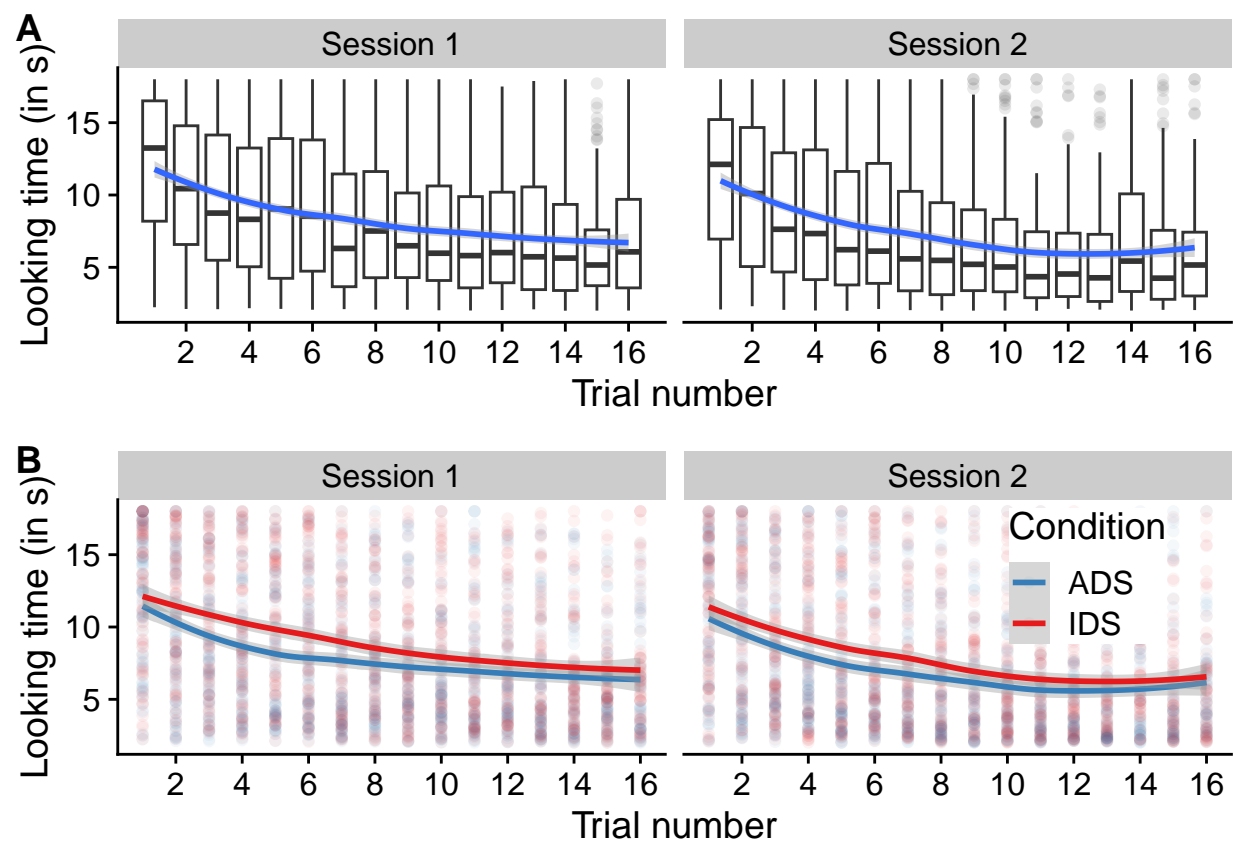 A
Session 1 Session 2
Looking time (in s)
15
10
5
2 4 6 8 10 12 14 16 2 4 6 8 10 12 14 16
Trial number
B
Session 1 Session 2
Looking time (in s)
15
10
5
Condition
ADS
IDS
2 4 6 8 10 12 14 16 2 4 6 8 10 12 14 16
Trial number